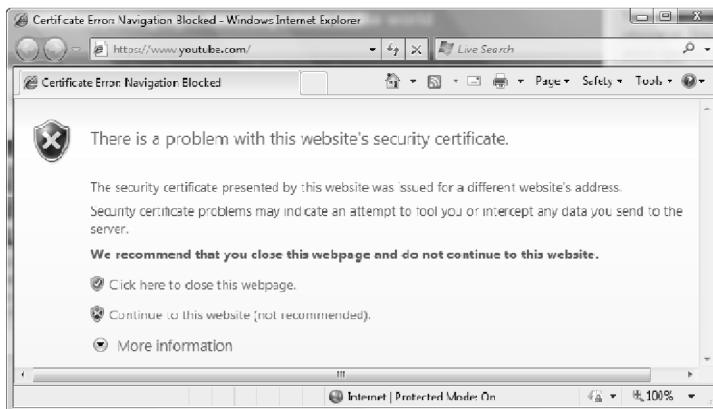 Certificate Error: Navigation Blocked - Windows Internet Explorer
https://www.youtube.com/
Live Search
Certificate Error: Navigation Blocked
Page Safety Tools
There is a problem with this website's security certificate.
The security certificate presented by this website was issued for a different website's address.
Security certificate problems may indicate an attempt to fool you or intercept any data you send to the
server.
We recommend that you close this webpage and do not continue to this website.
Click here to close this webpage.
Continue to this website (not recommended).
More information
Internet | Protected Mode: On
100%